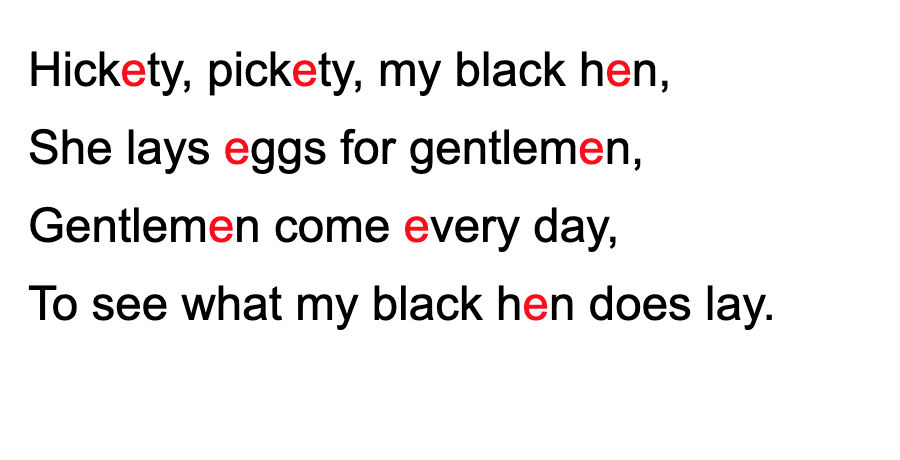 Hickety, pickety, my black hen,
She lays eggs for gentlemen,
Gentlemen come every day,
To see what my black hen does lay.